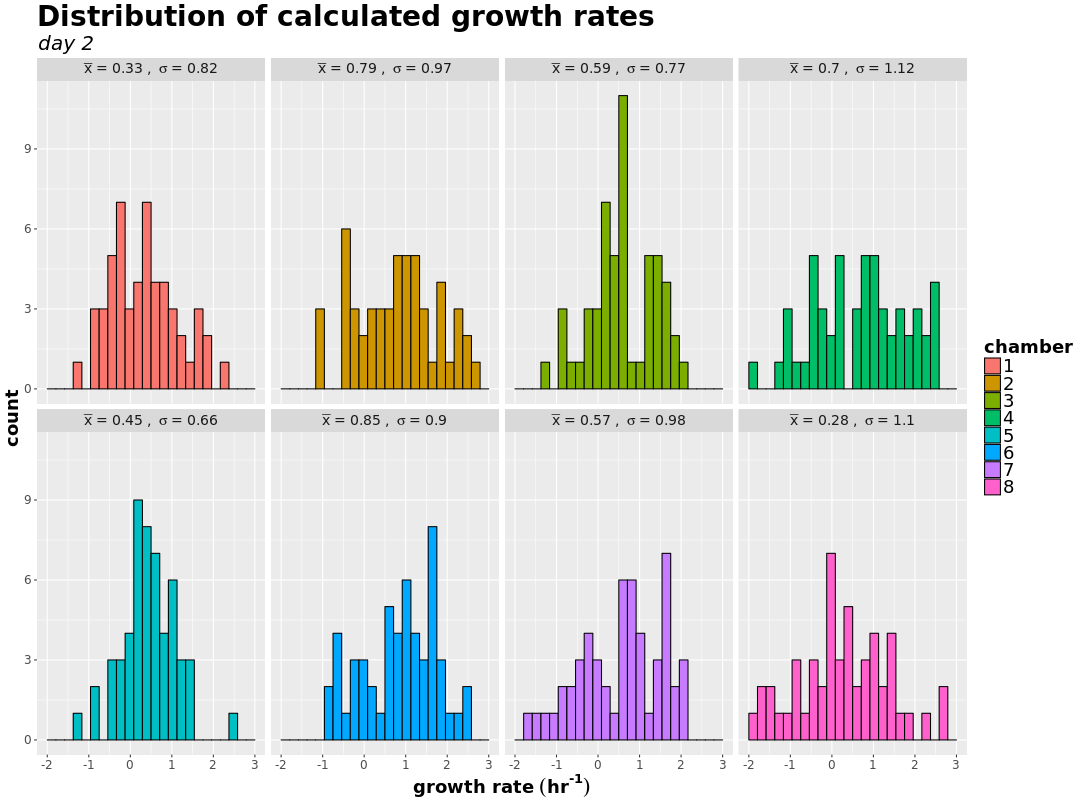 Distribution of calculated growth rates
day 2
x̅ = 0.33 , σ = 0.82
x̅ = 0.79 , σ = 0.97
x̅ = 0.59 , σ = 0.77
x̅ = 0.7 , σ = 1.12
9
6
3
0
x̅ = 0.45 , σ = 0.66
x̅ = 0.85 , σ = 0.9
x̅ = 0.57 , σ = 0.98
x̅ = 0.28 , σ = 1.1
9
6
3
0
-2 -1 0 1 2 3
-2 -1 0 1 2 3
-2 -1 0 1 2 3
-2 -1 0 1 2 3
growth rate (hr⁻¹)
count
chamber
1
2
3
4
5
6
7
8